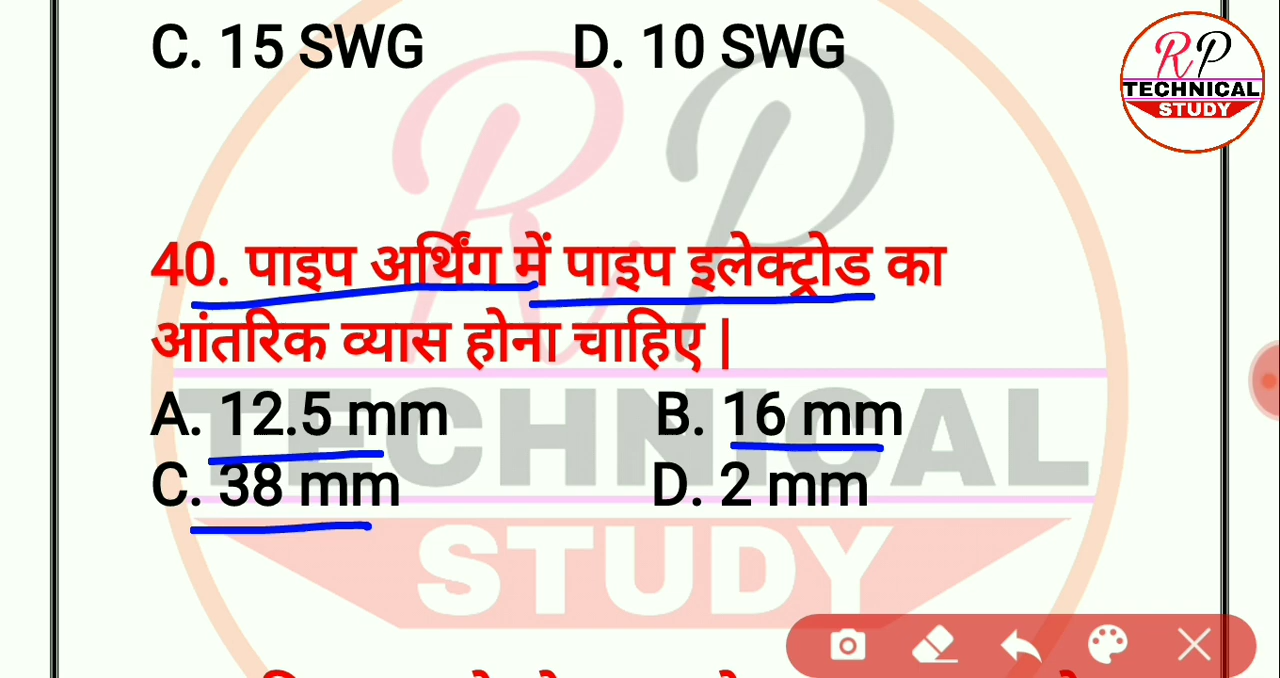 C. 15 SWG D. 10 SWG
RP
TECHNICAL
STUDY
40. पाइप अर्थिंग में पाइप इलेक्ट्रोड का
आंतरिक व्यास होना चाहिए |
A. 12.5 mm B. 16 mm
C. 38 mm D. 2 mm
RP
TECHNICAL
STUDY